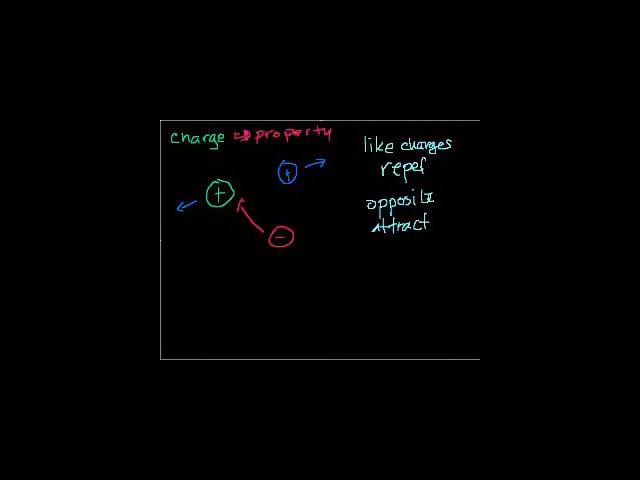 charge ⇒ property
like charges
repel
+
+
opposite
attract
−